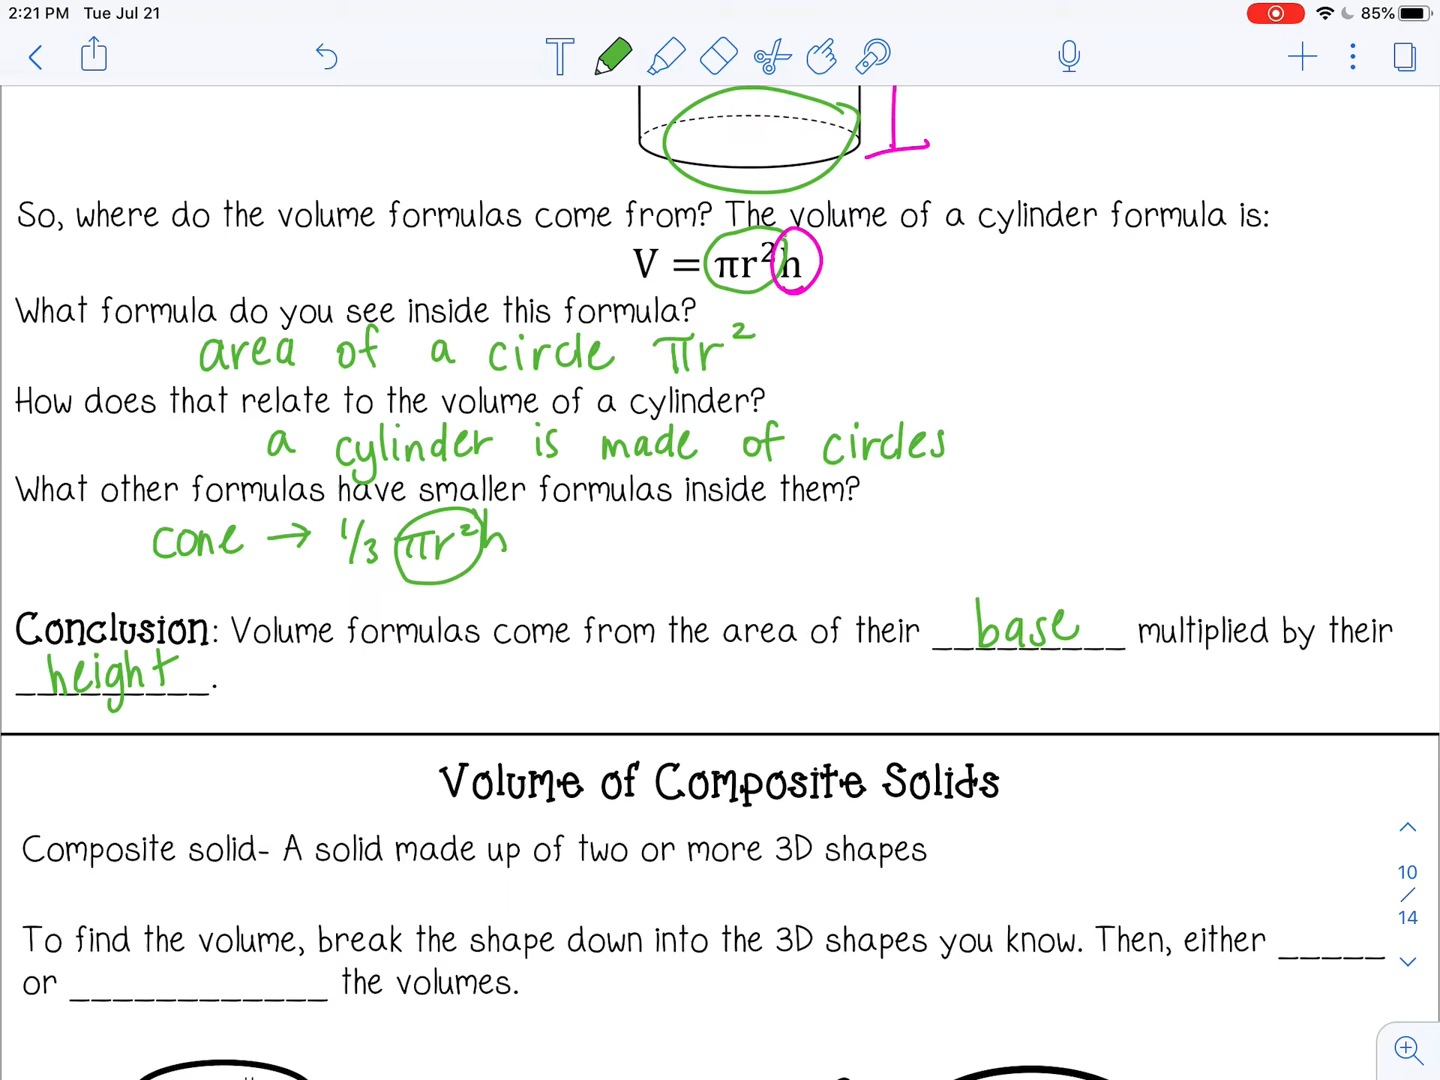 2:21 PM Tue Jul 21
85%
T
So, where do the volume formulas come from? The volume of a cylinder formula is:
V = πr²h
What formula do you see inside this formula?
area of a circle πr²
How does that relate to the volume of a cylinder?
a cylinder is made of circles
What other formulas have smaller formulas inside them?
cone → 1/3 πr²h
Conclusion: Volume formulas come from the area of their base multiplied by their
height.
Volume of Composite Solids
Composite solid- A solid made up of two or more 3D shapes
10
/
14
To find the volume, break the shape down into the 3D shapes you know. Then, either _____
or ____________ the volumes.